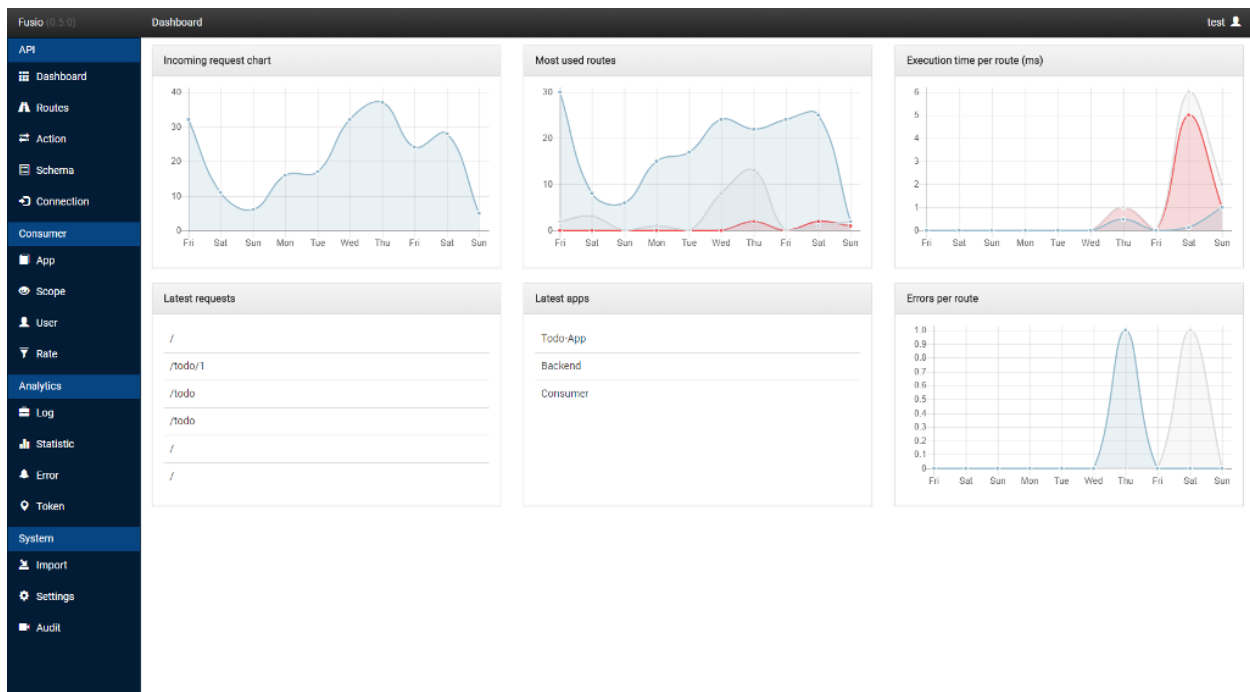 Fusio (0.5.0)
Dashboard
test
API
Dashboard
Routes
Action
Schema
Connection
Consumer
App
Scope
User
Rate
Analytics
Log
Statistic
Error
Token
System
Import
Settings
Audit
Incoming request chart
40
30
20
10
0
Fri Sat Sun Mon Tue Wed Thu Fri Sat Sun
Most used routes
30
20
10
0
Fri Sat Sun Mon Tue Wed Thu Fri Sat Sun
Execution time per route (ms)
6
5
4
3
2
1
0
Fri Sat Sun Mon Tue Wed Thu Fri Sat Sun
Latest requests
/
/todo/1
/todo
/todo
/
/
Latest apps
Todo-App
Backend
Consumer
Errors per route
1.0
0.9
0.8
0.7
0.6
0.5
0.4
0.3
0.2
0.1
0
Fri Sat Sun Mon Tue Wed Thu Fri Sat Sun